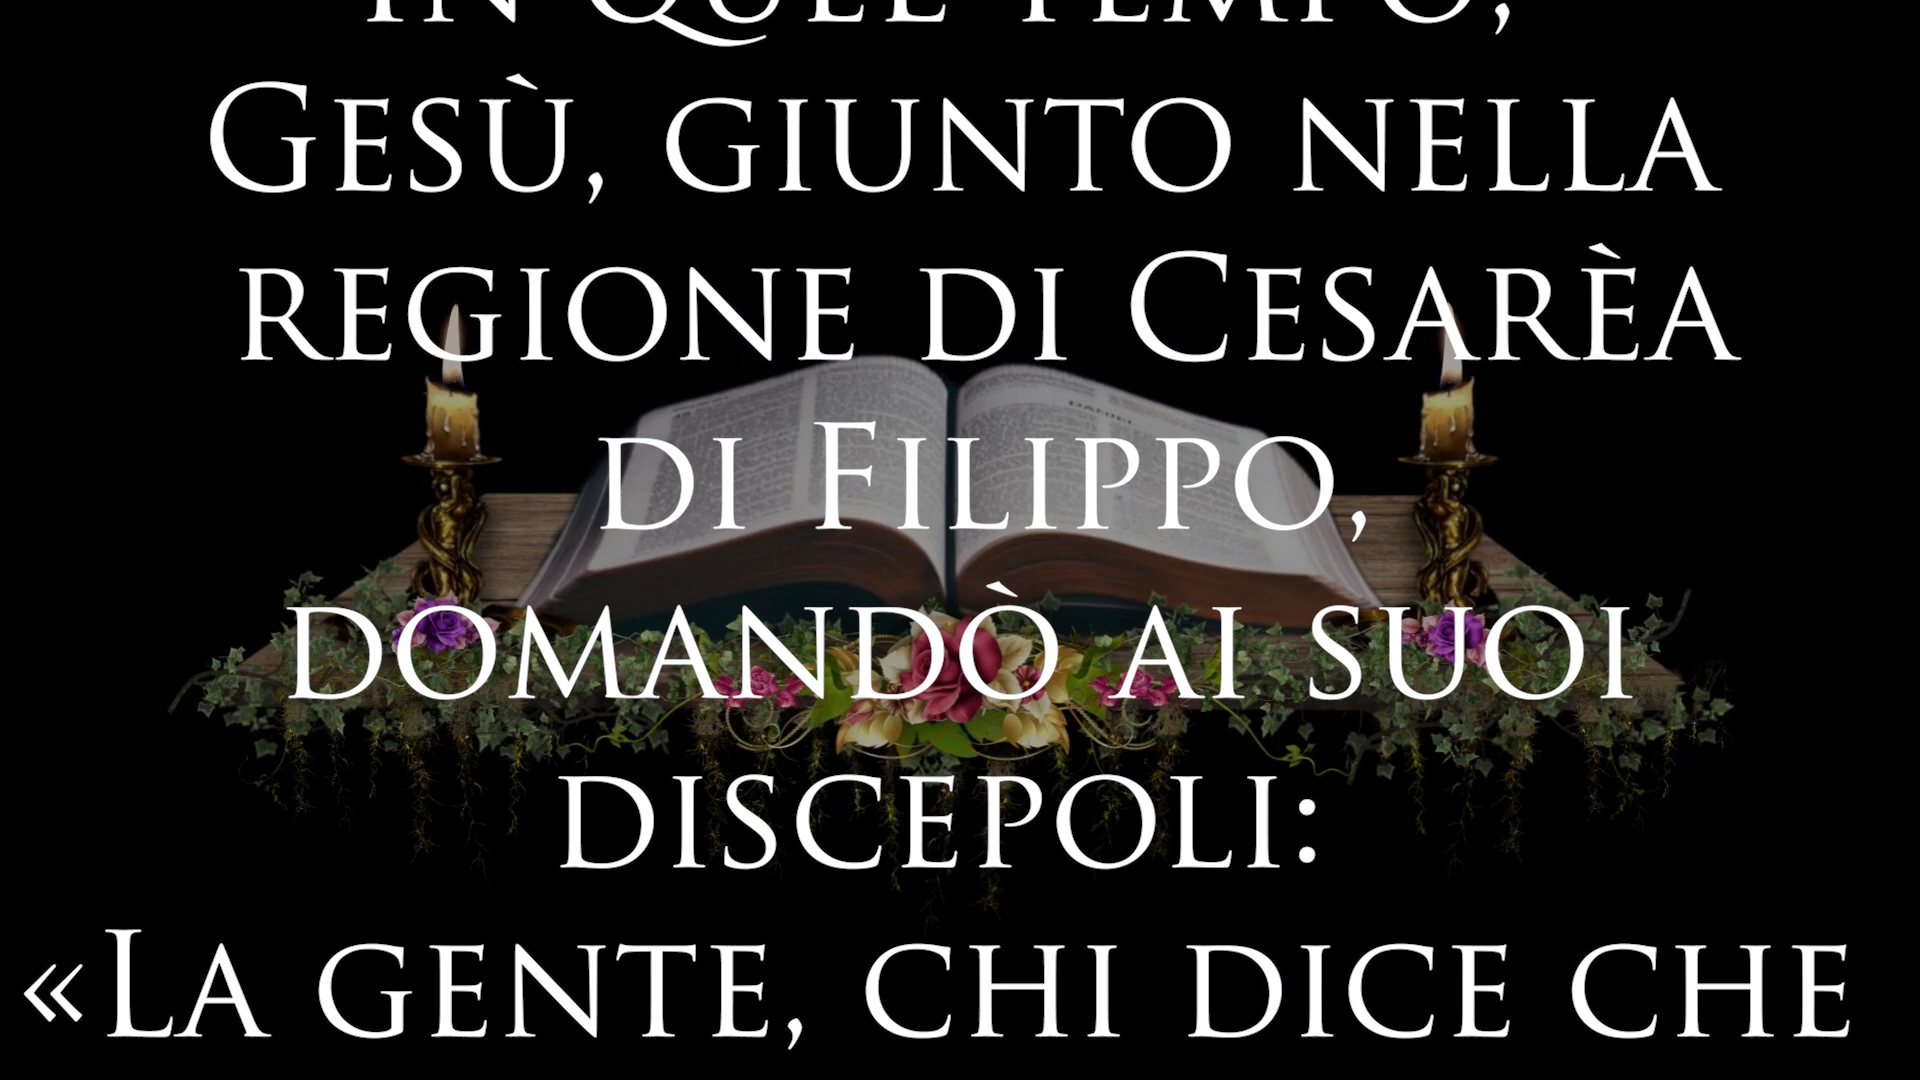 In quel tempo,
Gesù, giunto nella
regione di Cesarèa
di Filippo,
domandò ai suoi
discepoli:
«La gente, chi dice che
DANIEL